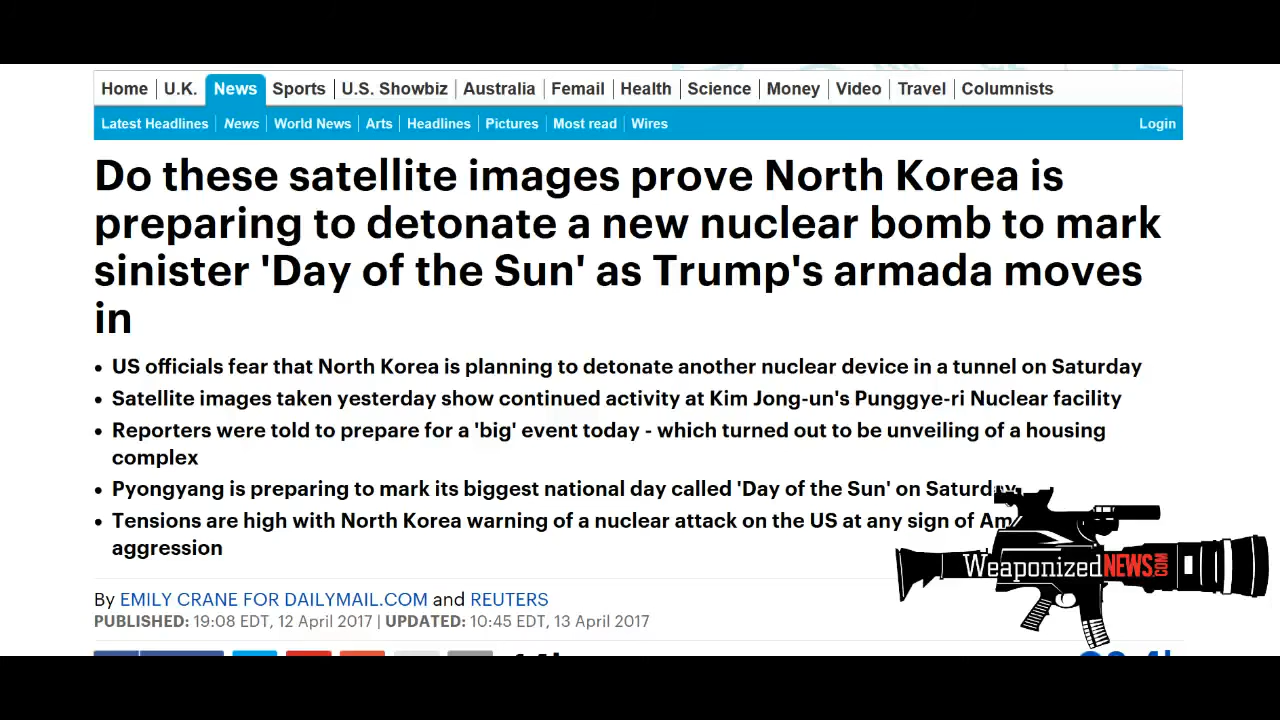 Home U.K. News Sports U.S. Showbiz Australia Femail Health Science Money Video Travel Columnists
Latest Headlines News World News Arts Headlines Pictures Most read Wires Login
Do these satellite images prove North Korea is
preparing to detonate a new nuclear bomb to mark
sinister 'Day of the Sun' as Trump's armada moves
in
• US officials fear that North Korea is planning to detonate another nuclear device in a tunnel on Saturday
• Satellite images taken yesterday show continued activity at Kim Jong-un's Punggye-ri Nuclear facility
• Reporters were told to prepare for a 'big' event today - which turned out to be unveiling of a housing
complex
• Pyongyang is preparing to mark its biggest national day called 'Day of the Sun' on Saturday
• Tensions are high with North Korea warning of a nuclear attack on the US at any sign of Am
aggression
WeaponizedNEWS.COM
By EMILY CRANE FOR DAILYMAIL.COM and REUTERS
PUBLISHED: 19:08 EDT, 12 April 2017 | UPDATED: 10:45 EDT, 13 April 2017